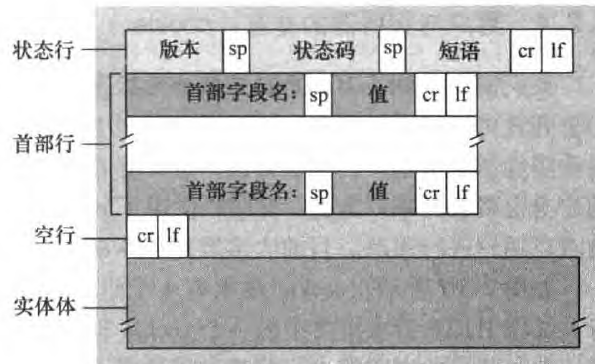 状态行 版本 sp 状态码 sp 短语 cr lf
首部字段名: sp 值 cr lf
首部行
首部字段名: sp 值 cr lf
空行 cr lf
实体体